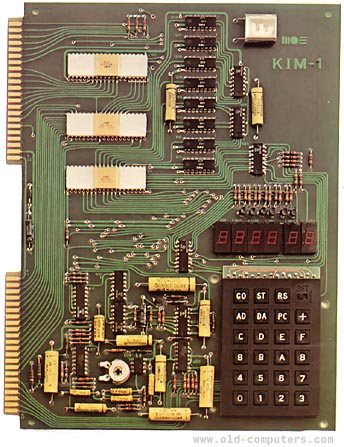 mos
KIM-1
GO ST RS SST
AD DA PC +
C D E F
8 9 A B
4 5 6 7
0 1 2 3
www.old-computers.com